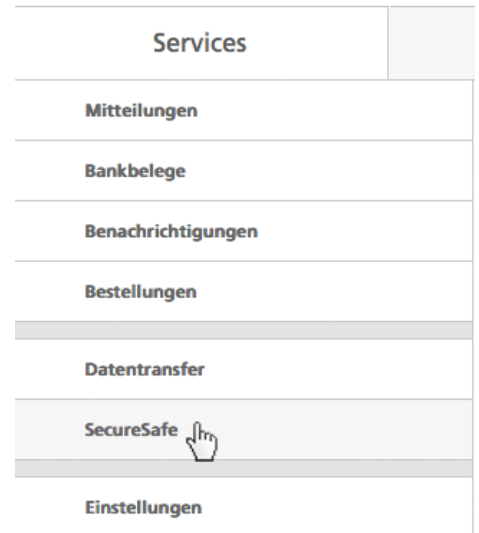 Services
Mitteilungen
Bankbelege
Benachrichtigungen
Bestellungen
Datentransfer
SecureSafe
Einstellungen